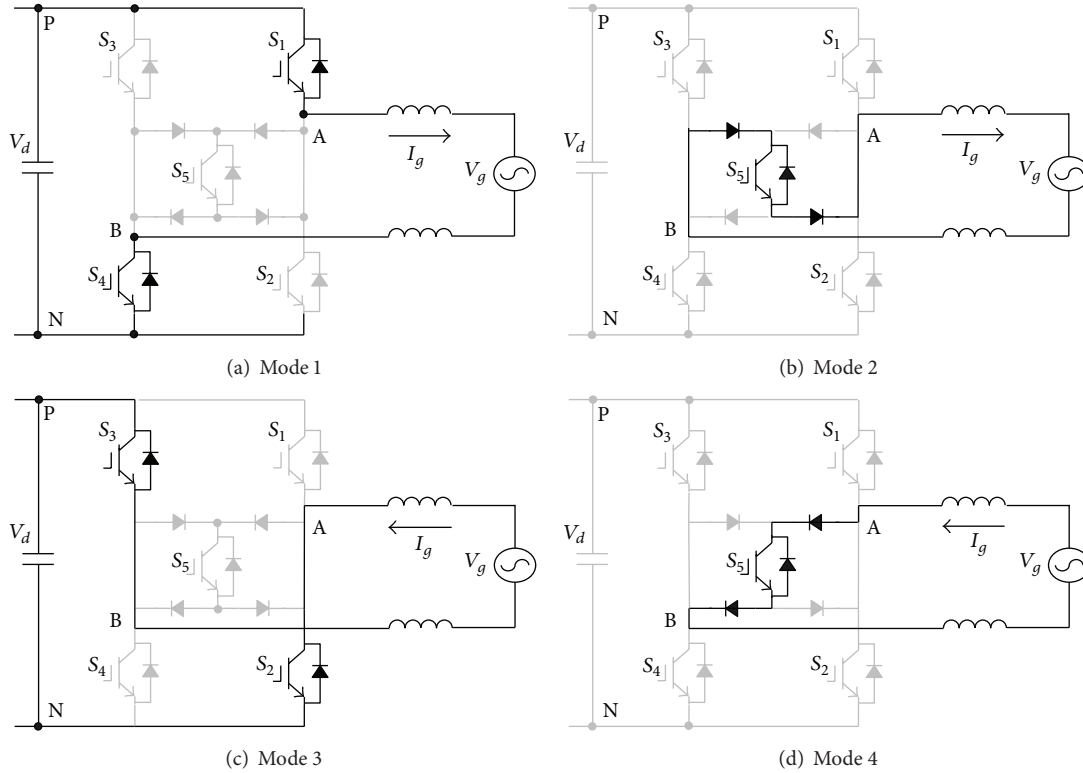 P
S3
S1
Vd
A
Ig
Vg
S5
B
S4
S2
N
(a) Mode 1
P
S3
S1
Vd
A
Ig
Vg
S5
B
S4
S2
N
(b) Mode 2
P
S3
S1
Vd
A
Ig
Vg
S5
B
S4
S2
N
(c) Mode 3
P
S3
S1
Vd
A
Ig
Vg
S5
B
S4
S2
N
(d) Mode 4